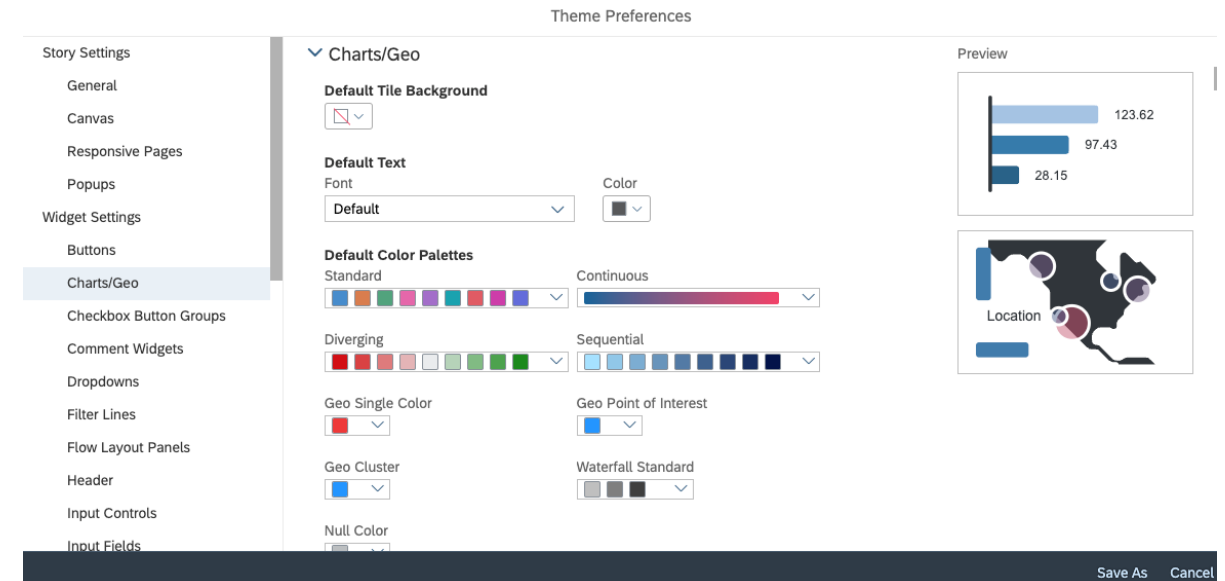 Theme Preferences
Story Settings
General
Canvas
Responsive Pages
Popups
Widget Settings
Buttons
Charts/Geo
Checkbox Button Groups
Comment Widgets
Dropdowns
Filter Lines
Flow Layout Panels
Header
Input Controls
Input Fields
Charts/Geo
Default Tile Background
Default Text
Font Color
Default
Default Color Palettes
Standard Continuous
Diverging Sequential
Geo Single Color Geo Point of Interest
Geo Cluster Waterfall Standard
Null Color
Preview
123.62
97.43
28.15
Location
Save As Cancel